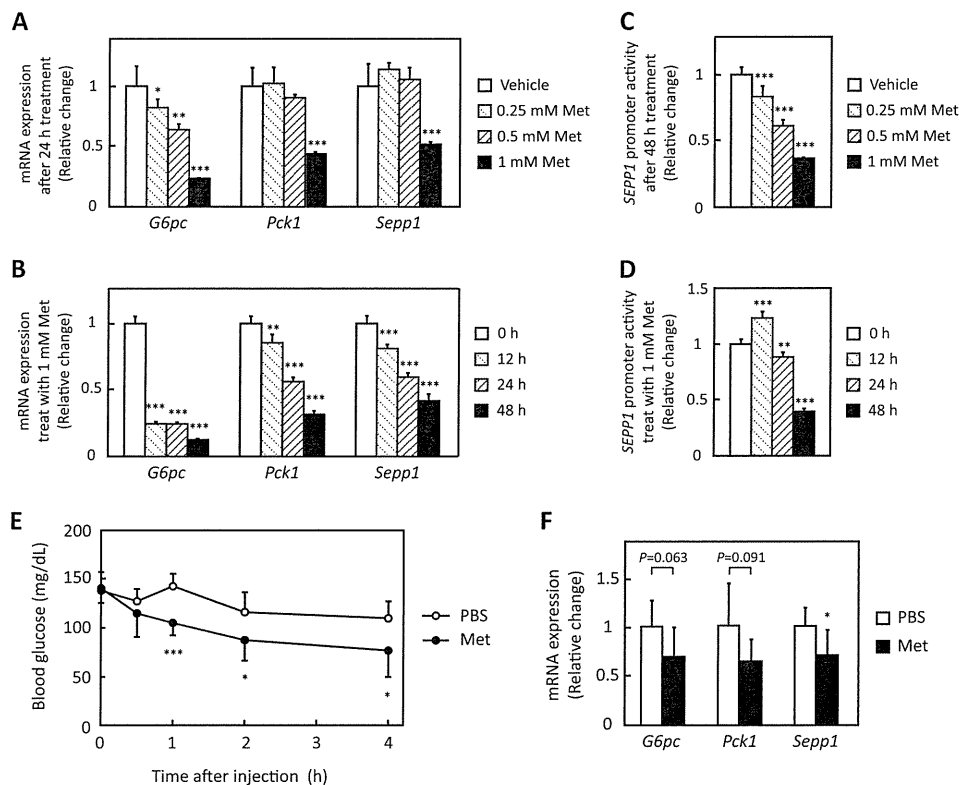 A
mRNA expression
after 24 h treatment
(Relative change)
1
0.5
0
*
**
***
***
***
G6pc
Pck1
Sepp1
Vehicle
0.25 mM Met
0.5 mM Met
1 mM Met
C
SEPP1 promoter activity
after 48 h treatment
(Relative change)
1
0.5
0
***
***
***
Vehicle
0.25 mM Met
0.5 mM Met
1 mM Met
B
mRNA expression
treat with 1 mM Met
(Relative change)
1
0.5
0
***
***
***
**
***
***
***
***
***
G6pc
Pck1
Sepp1
0 h
12 h
24 h
48 h
D
SEPP1 promoter activity
treat with 1 mM Met
(Relative change)
1.5
1
0.5
0
***
**
***
0 h
12 h
24 h
48 h
E
Blood glucose (mg/dL)
200
150
100
50
0
***
*
*
0
1
2
3
4
Time after injection (h)
PBS
Met
F
mRNA expression
(Relative change)
1.5
1
0.5
0
P=0.063
P=0.091
*
G6pc
Pck1
Sepp1
PBS
Met